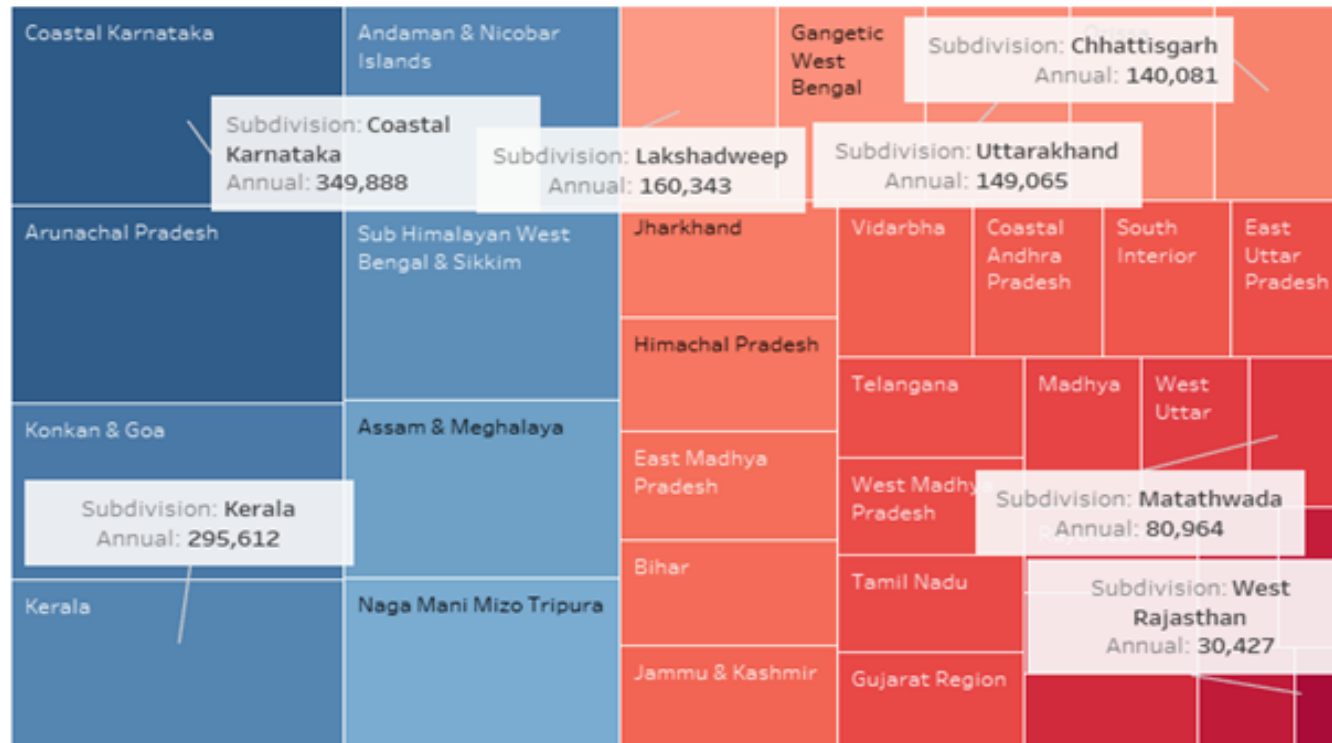 Coastal Karnataka
Andaman & Nicobar
Islands
Gangetic
West
Bengal
Subdivision: Chhattisgarh
Annual: 140,081
Subdivision: Coastal
Karnataka
Annual: 349,888
Subdivision: Lakshadweep
Annual: 160,343
Subdivision: Uttarakhand
Annual: 149,065
Arunachal Pradesh
Sub Himalayan West
Bengal & Sikkim
Jharkhand
Vidarbha
Coastal
Andhra
Pradesh
South
Interior
East
Uttar
Pradesh
Himachal Pradesh
Telangana
Madhya
West
Uttar
Konkan & Goa
Assam & Meghalaya
East Madhya
Pradesh
West Madhya
Pradesh
Subdivision: Matathwada
Annual: 80,964
Subdivision: Kerala
Annual: 295,612
Bihar
Tamil Nadu
Subdivision: West
Rajasthan
Annual: 30,427
Kerala
Naga Mani Mizo Tripura
Jammu & Kashmir
Gujarat Region